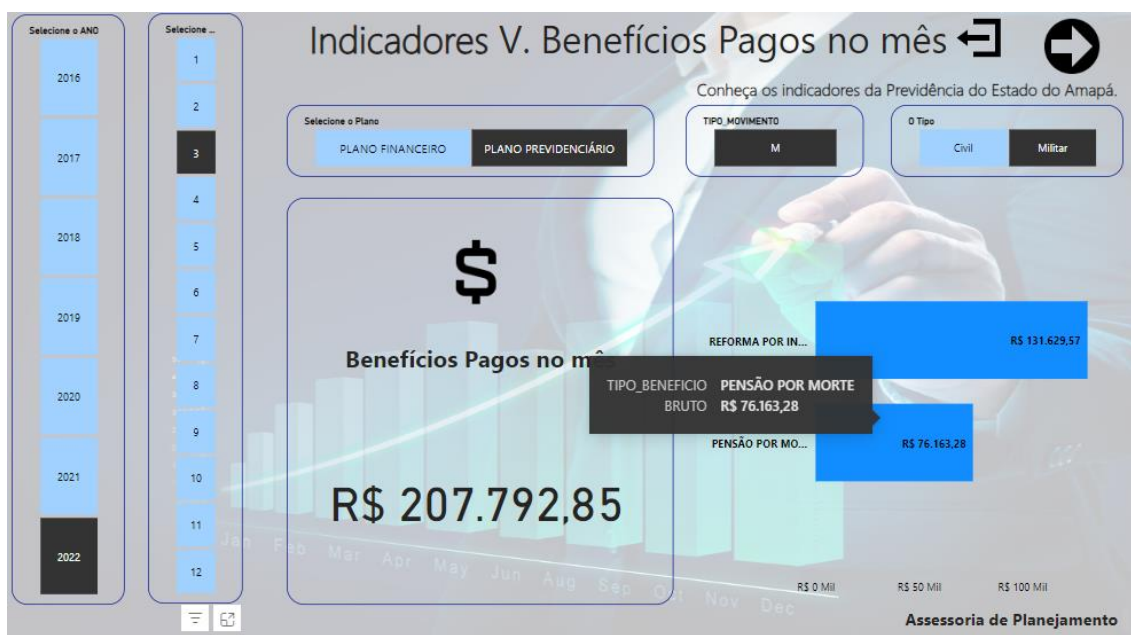 Indicadores V. Benefícios Pagos no mês
Conheça os indicadores da Previdência do Estado do Amapá.
Selecione o ANO
2016
2017
2018
2019
2020
2021
2022
Selecione ...
1
2
3
4
5
6
7
8
9
10
11
12
Selecione o Plano
PLANO FINANCEIRO
PLANO PREVIDENCIÁRIO
TIPO_MOVIMENTO
M
O Tipo
Civil
Militar
$
Benefícios Pagos no mês
R$ 207.792,85
REFORMA POR IN...
R$ 131.629,57
TIPO_BENEFICIO PENSÃO POR MORTE
BRUTO R$ 76.163,28
PENSÃO POR MO...
R$ 76.163,28
R$ 0 Mil
R$ 50 Mil
R$ 100 Mil
Jan Feb Mar Apr May Jun Aug Sep Oct Nov Dec
Assessoria de Planejamento